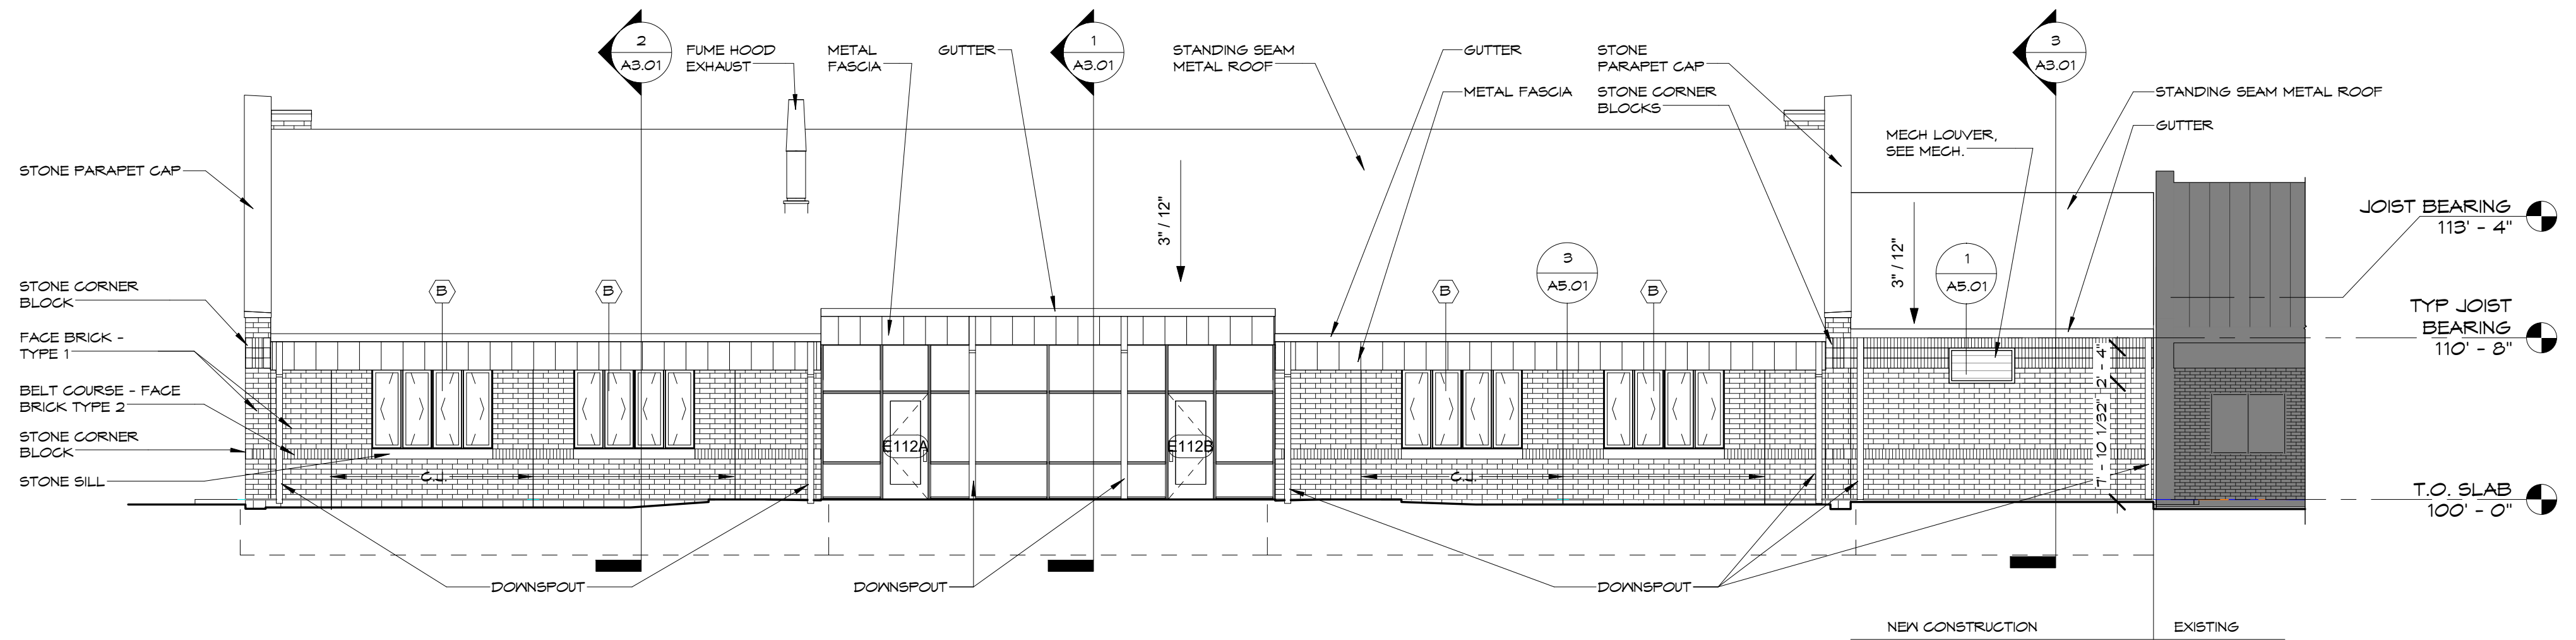 2
A3.01
FUME HOOD
EXHAUST
METAL
FASCIA
GUTTER
1
A3.01
STANDING SEAM
METAL ROOF
GUTTER
METAL FASCIA
STONE
PARAPET CAP
STONE CORNER
BLOCKS
3
A3.01
STANDING SEAM METAL ROOF
GUTTER
MECH LOUVER,
SEE MECH.
STONE PARAPET CAP
STONE CORNER
BLOCK
FACE BRICK -
TYPE 1
BELT COURSE - FACE
BRICK TYPE 2
STONE CORNER
BLOCK
STONE SILL
B
B
3" / 12"
B
3
A5.01
B
3" / 12"
1
A5.01
JOIST BEARING
113' - 4"
TYP JOIST
BEARING
110' - 8"
T.O. SLAB
100' - 0"
2' - 4"
7' - 10 1/32"
C.J.
E112A
E112B
C.J.
DOWNSPOUT
DOWNSPOUT
DOWNSPOUT
NEW CONSTRUCTION
EXISTING